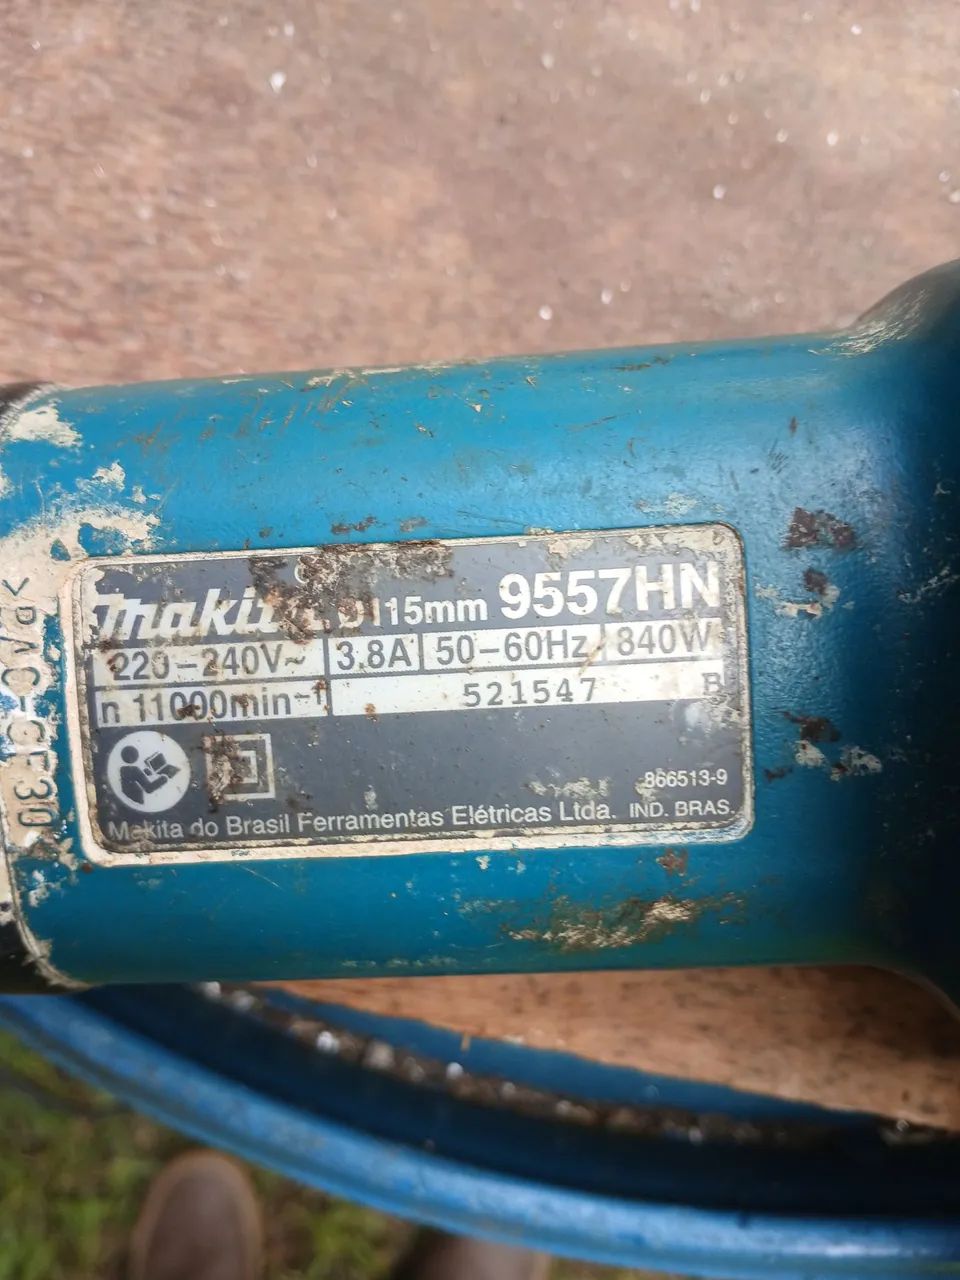 makita Ø115mm 9557HN
220-240V~ 3.8A 50-60Hz 840W
n 11000min⁻¹ 521547 B
866513-9
Makita do Brasil Ferramentas Elétricas Ltda. IND. BRAS.